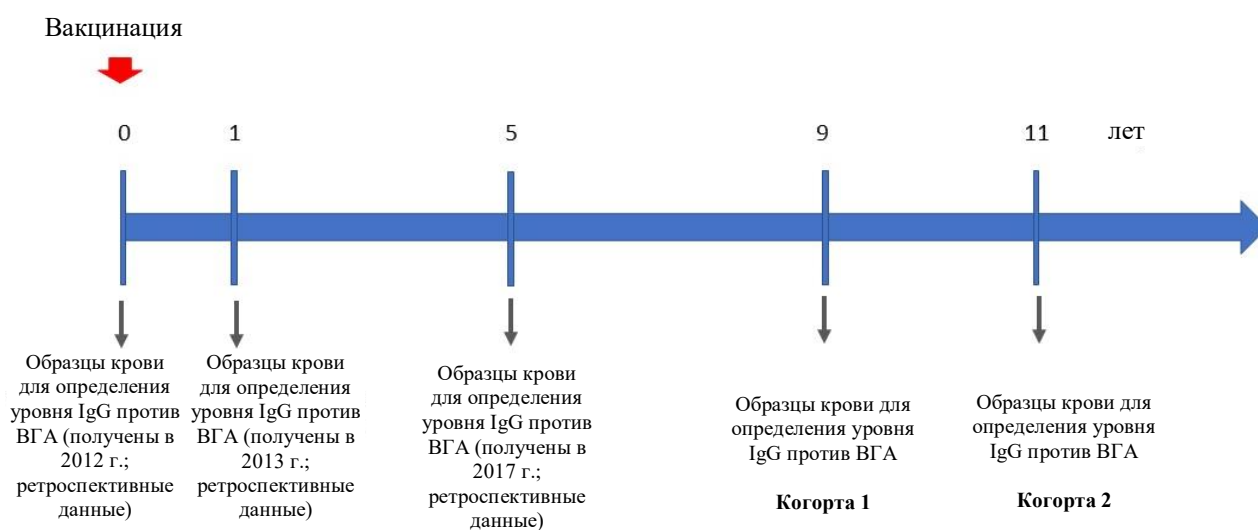 Вакцинация
0
1
5
9
11
лет
Образцы крови
для определения
уровня IgG против
ВГА (получены в
2012 г.;
ретроспективные
данные)
Образцы крови
для определения
уровня IgG против
ВГА (получены в
2013 г.;
ретроспективные
данные)
Образцы крови
для определения
уровня IgG против
ВГА (получены в
2017 г.;
ретроспективные
данные)
Образцы крови для
определения уровня
IgG против ВГА
Когорта 1
Образцы крови для
определения уровня
IgG против ВГА
Когорта 2